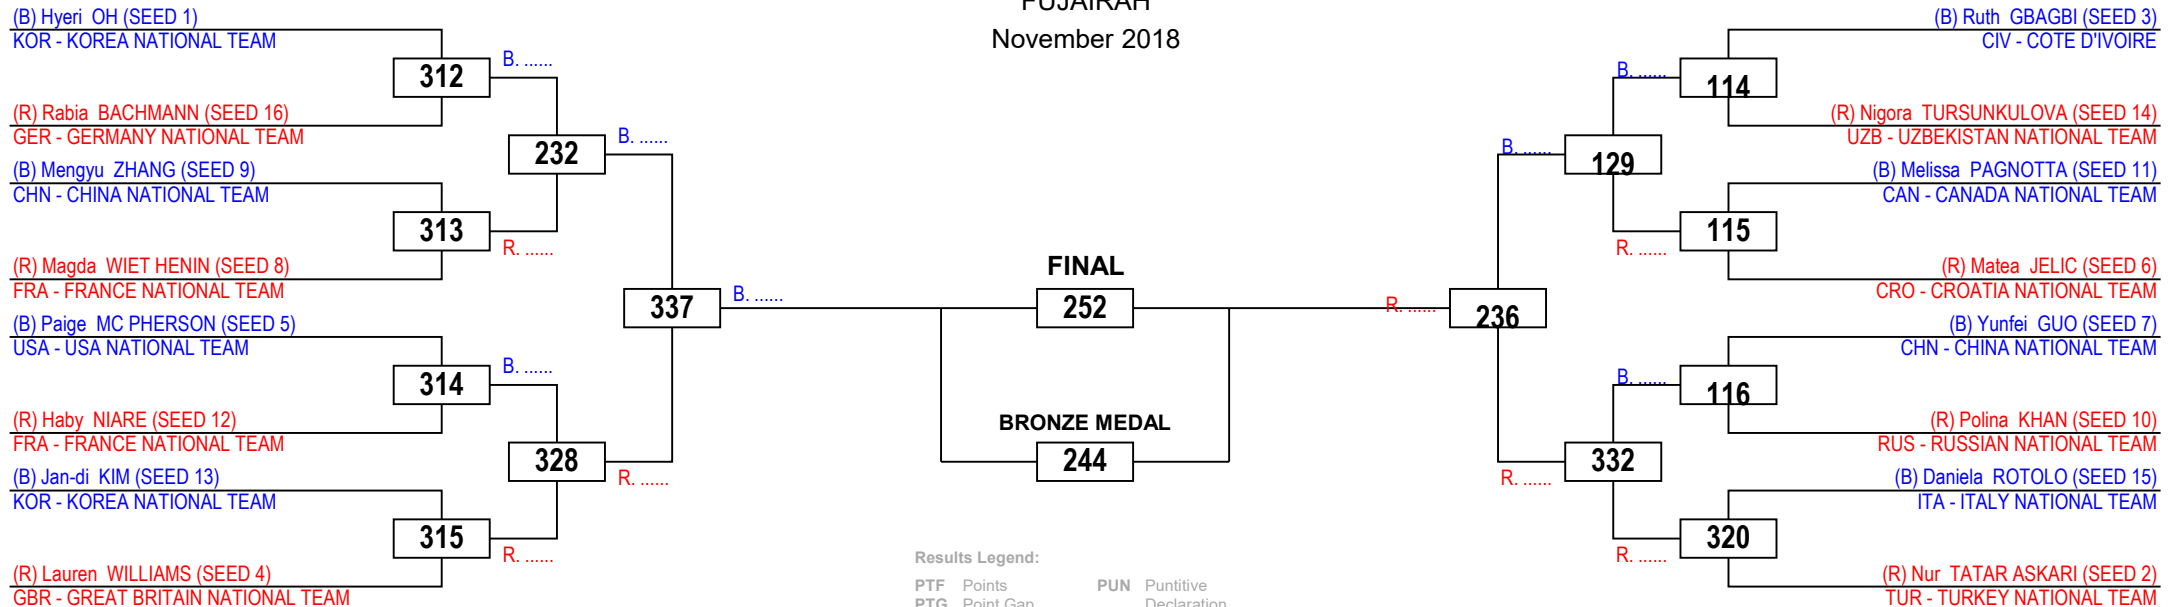 FUJAIRAH
November 2018
(B) Hyeri OH (SEED 1)
KOR - KOREA NATIONAL TEAM
312
B. ......
(R) Rabia BACHMANN (SEED 16)
GER - GERMANY NATIONAL TEAM
232
B. ......
(B) Mengyu ZHANG (SEED 9)
CHN - CHINA NATIONAL TEAM
313
R. ......
(R) Magda WIET HENIN (SEED 8)
FRA - FRANCE NATIONAL TEAM
337
B. ......
(B) Paige MC PHERSON (SEED 5)
USA - USA NATIONAL TEAM
314
B. ......
(R) Haby NIARE (SEED 12)
FRA - FRANCE NATIONAL TEAM
328
R. ......
(B) Jan-di KIM (SEED 13)
KOR - KOREA NATIONAL TEAM
315
R. ......
(R) Lauren WILLIAMS (SEED 4)
GBR - GREAT BRITAIN NATIONAL TEAM
FINAL
252
BRONZE MEDAL
244
(B) Ruth GBAGBI (SEED 3)
CIV - COTE D'IVOIRE
B. ......
114
(R) Nigora TURSUNKULOVA (SEED 14)
UZB - UZBEKISTAN NATIONAL TEAM
B. ......
129
(B) Melissa PAGNOTTA (SEED 11)
CAN - CANADA NATIONAL TEAM
R. ......
115
(R) Matea JELIC (SEED 6)
CRO - CROATIA NATIONAL TEAM
R. ......
236
(B) Yunfei GUO (SEED 7)
CHN - CHINA NATIONAL TEAM
B. ......
116
(R) Polina KHAN (SEED 10)
RUS - RUSSIAN NATIONAL TEAM
R. ......
332
(B) Daniela ROTOLO (SEED 15)
ITA - ITALY NATIONAL TEAM
R. ......
320
(R) Nur TATAR ASKARI (SEED 2)
TUR - TURKEY NATIONAL TEAM
Results Legend:
PTF Points PUN Puntitive
PTG Point Gap Declaration